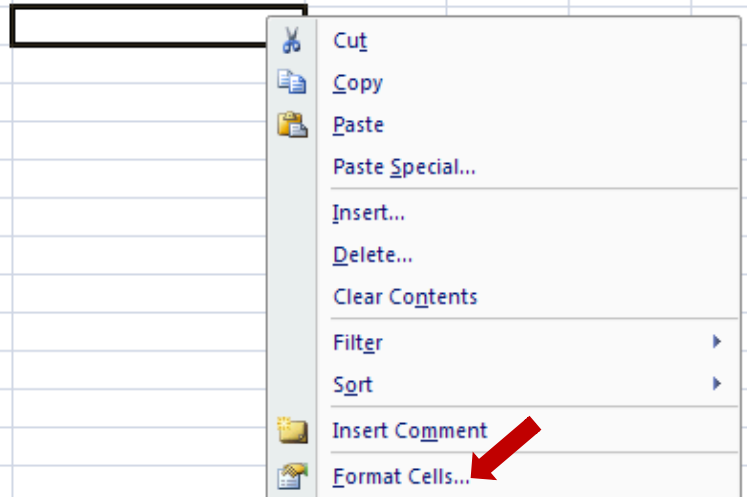 Cut
Copy
Paste
Paste Special...
Insert...
Delete...
Clear Contents
Filter
Sort
Insert Comment
Format Cells...